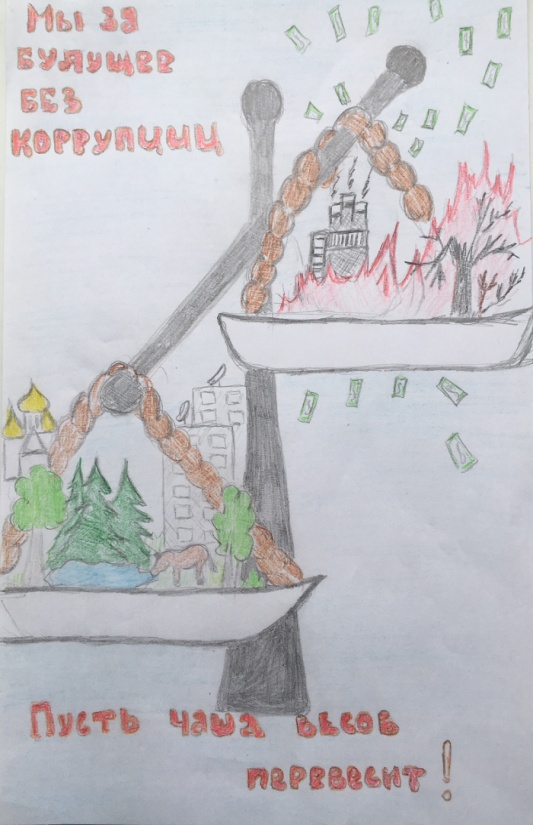 Мы за
будущее
без
коррупции
Пусть чаша весов
перевесит!